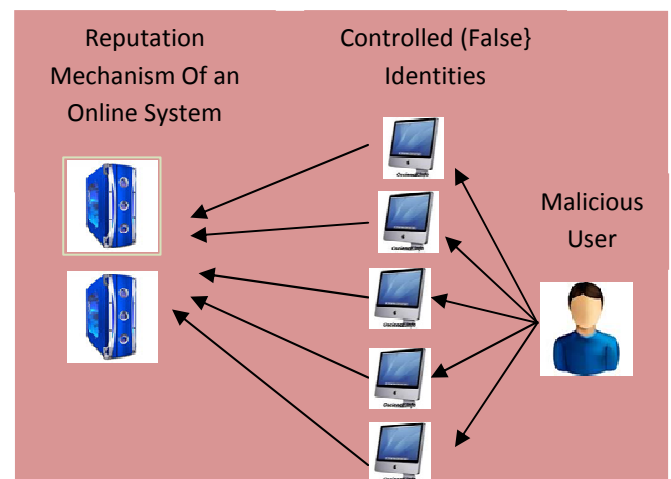 Reputation
Mechanism Of an
Online System
Controlled (False}
Identities
Malicious
User